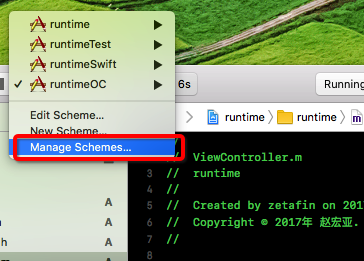 runtime
runtimeTest
runtimeSwift
✓ runtimeOC
6s
Running
Edit Scheme...
New Scheme...
Manage Schemes...
runtime
runtime
m
//
// ViewController.m
3 // runtime
4 //
5 // Created by zetafin on 201
6 // Copyright © 2017年 赵宏亚.
7 //
8
h